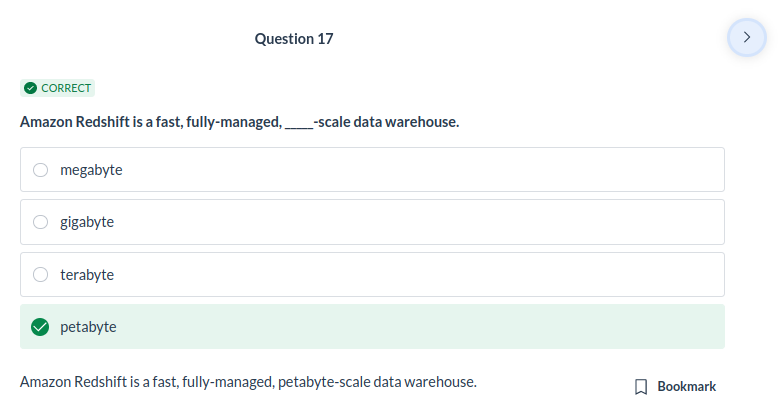 Question 17
CORRECT
Amazon Redshift is a fast, fully-managed, _____-scale data warehouse.
megabyte
gigabyte
terabyte
petabyte
Amazon Redshift is a fast, fully-managed, petabyte-scale data warehouse.
Bookmark